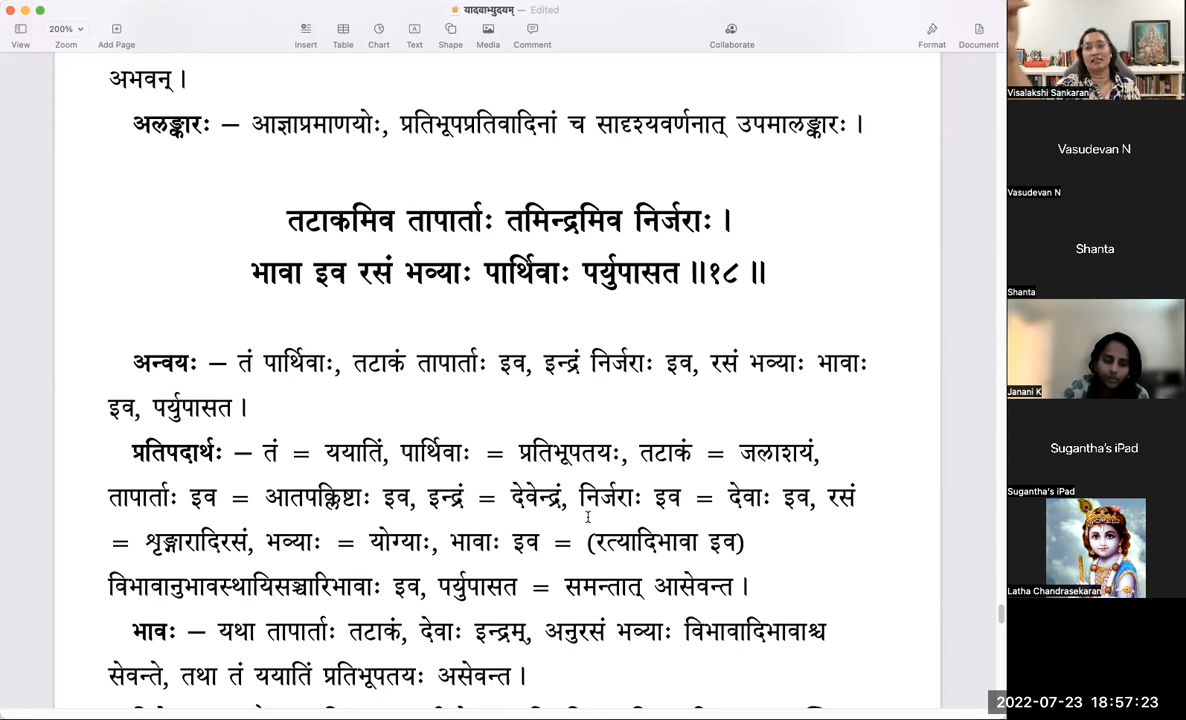 यादवाभ्युदयम् — Edited
200%
View Zoom Add Page Insert Table Chart Text Shape Media Comment Collaborate Format Document
अभवन् ।
अलङ्कारः – आज्ञाप्रमाणयोः, प्रतिभूपप्रतिवादिनां च सादृश्यवर्णनात् उपमालङ्कारः ।
तटाकमिव तापार्ताः तमिन्द्रमिव निर्जराः ।
भावा इव रसं भव्याः पार्थिवाः पर्युपासत ॥१८ ॥
अन्वयः – तं पार्थिवाः, तटाकं तापार्ताः इव, इन्द्रं निर्जराः इव, रसं भव्याः भावाः
इव, पर्युपासत ।
प्रतिपदार्थः – तं = ययातिं, पार्थिवाः = प्रतिभूपतयः, तटाकं = जलाशयं,
तापार्ताः इव = आतपक्लिष्टाः इव, इन्द्रं = देवेन्द्रं, निर्जराः इव = देवाः इव, रसं
= शृङ्गारादिरसं, भव्याः = योग्याः, भावाः इव = (रत्यादिभावा इव)
विभावानुभावस्थायिसञ्चारिभावाः इव, पर्युपासत = समन्तात् आसेवन्त ।
भावः – यथा तापार्ताः तटाकं, देवाः इन्द्रम्, अनुरसं भव्याः विभावादिभावाश्च
सेवन्ते, तथा तं ययातिं प्रतिभूपतयः असेवन्त ।
Visalakshi Sankaran
Vasudevan N
Vasudevan N
Shanta
Shanta
Janani K
Sugantha's iPad
Sugantha's iPad
Latha Chandrasekaran
2022-07-23 18:57:23